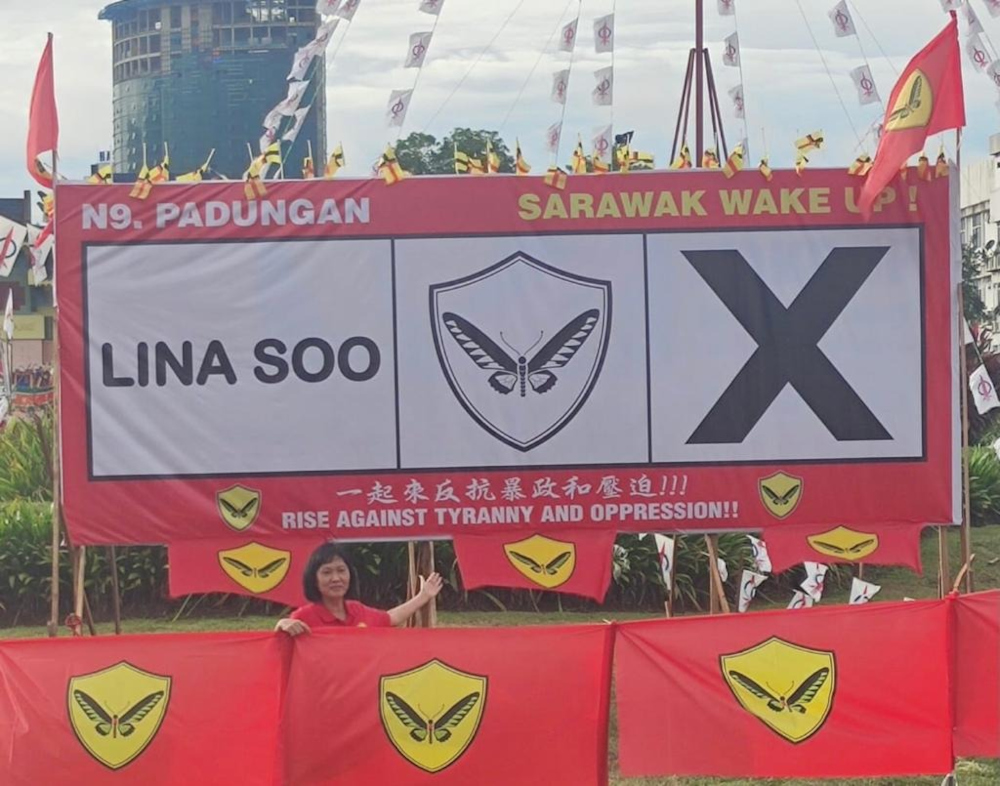 N9. PADUNGAN
SARAWAK WAKE UP !
LINA SOO
X
一起來反抗暴政和壓迫!!!
RISE AGAINST TYRANNY AND OPPRESSION!!